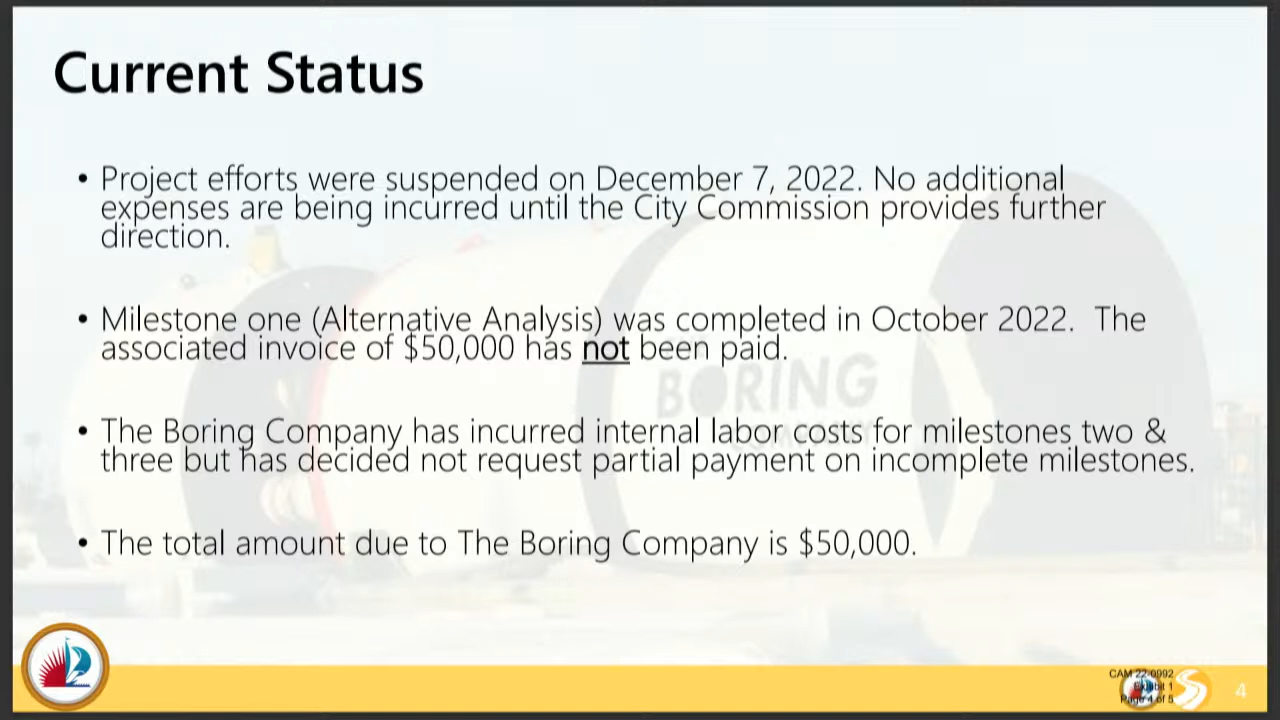 Current Status
• Project efforts were suspended on December 7, 2022. No additional
expenses are being incurred until the City Commission provides further
direction.
• Milestone one (Alternative Analysis) was completed in October 2022.  The
associated invoice of $50,000 has not been paid.
BORING
COMPANY
• The Boring Company has incurred internal labor costs for milestones two &
three but has decided not request partial payment on incomplete milestones.
• The total amount due to The Boring Company is $50,000.
CAM 22-0992
Exhibit 1
Page 4 of 5
4